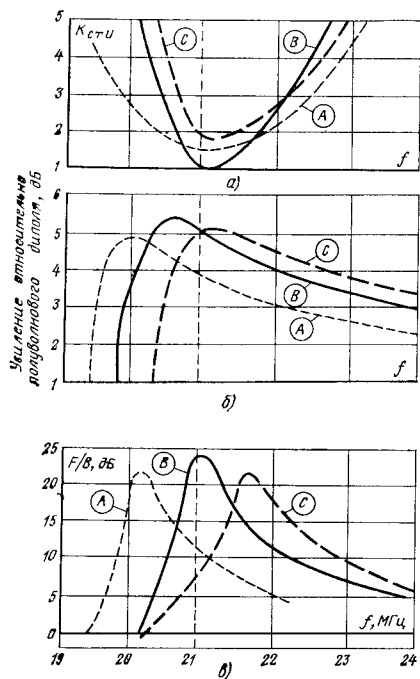 5
Kсти
C
B
4
3
A
2
1
f
а)
Усиление относительно
полуволнового диполя, дБ
6
5
4
C
3
B
2
A
1
f
б)
25
F/B, дБ
B
20
A
C
15
10
5
0
f, МГц
19 20 21 22 23 24
в)